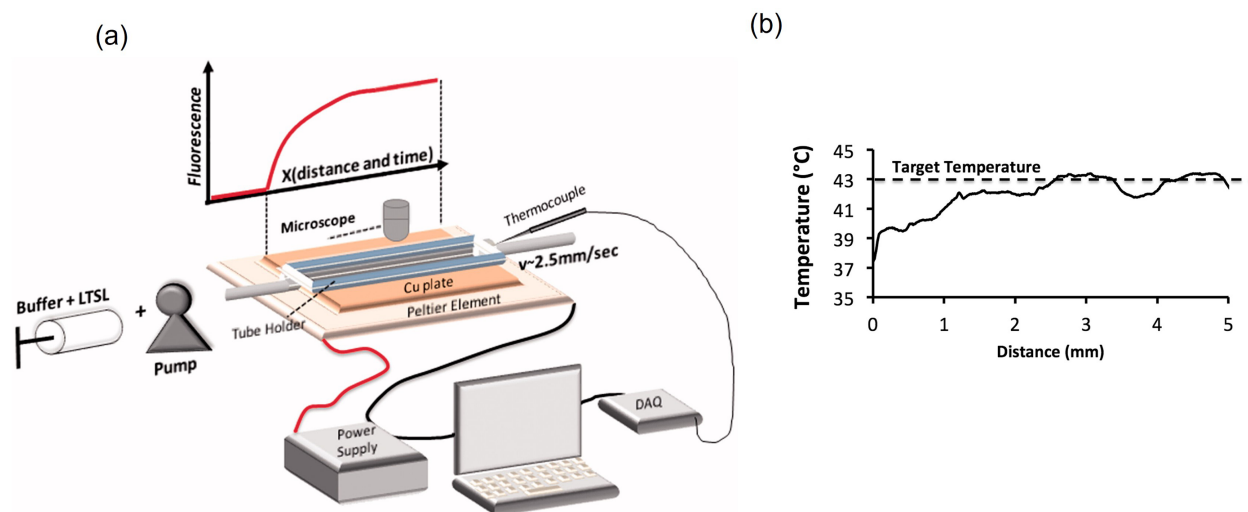 (a)
Fluorescence
X(distance and time)
Microscope
Thermocouple
v~2.5mm/sec
Cu plate
Peltier Element
Tube Holder
Buffer + LTSL
+
Pump
Power
Supply
DAQ
(b)
Temperature (°C)
45
43
41
39
37
35
Target Temperature
0
1
2
3
4
5
Distance (mm)